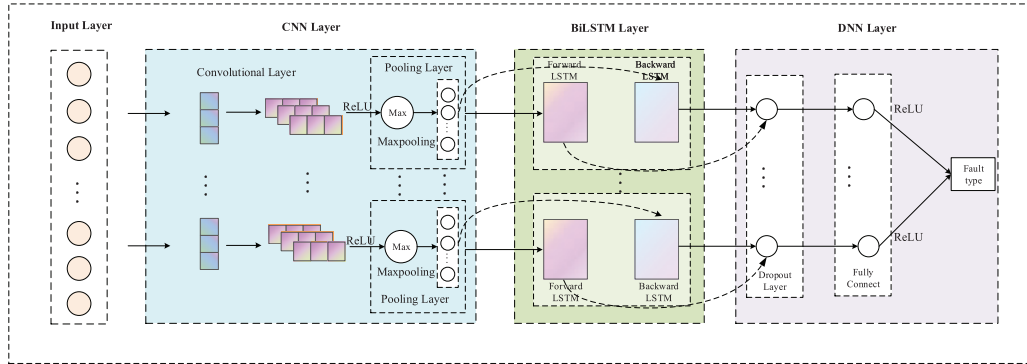 Input Layer
CNN Layer
BiLSTM Layer
DNN Layer
Convolutional Layer
Pooling Layer
ReLU
Max
Maxpooling
Forward
LSTM
Backward
LSTM
ReLU
Fault
type
ReLU
Max
Maxpooling
Pooling Layer
ReLU
Forward
LSTM
Backward
LSTM
Dropout
Layer
Fully
Connect